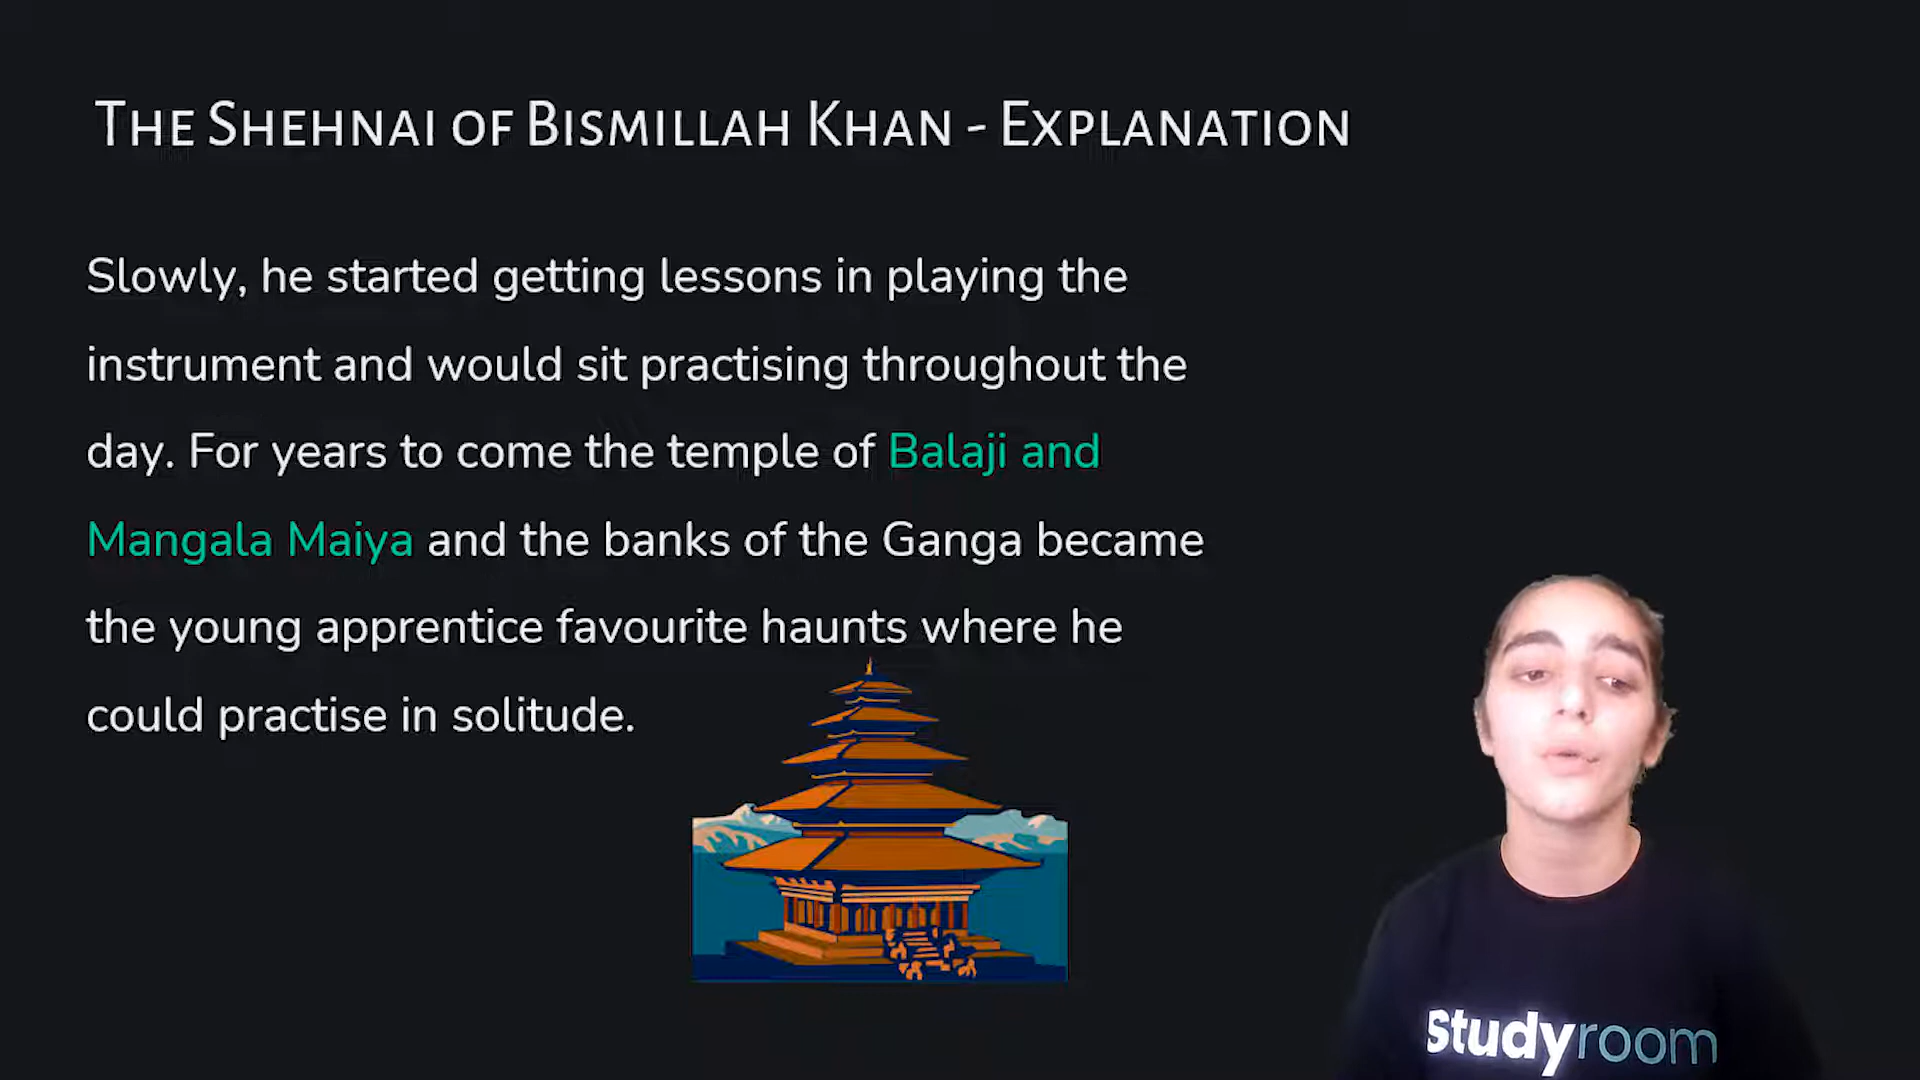 The Shehnai of Bismillah Khan - Explanation
Slowly, he started getting lessons in playing the
instrument and would sit practising throughout the
day. For years to come the temple of Balaji and
Mangala Maiya and the banks of the Ganga became
the young apprentice favourite haunts where he
could practise in solitude.
studyroom